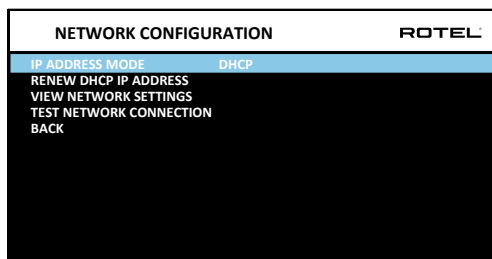 NETWORK CONFIGURATION ROTEL
IP ADDRESS MODE DHCP
RENEW DHCP IP ADDRESS
VIEW NETWORK SETTINGS
TEST NETWORK CONNECTION
BACK